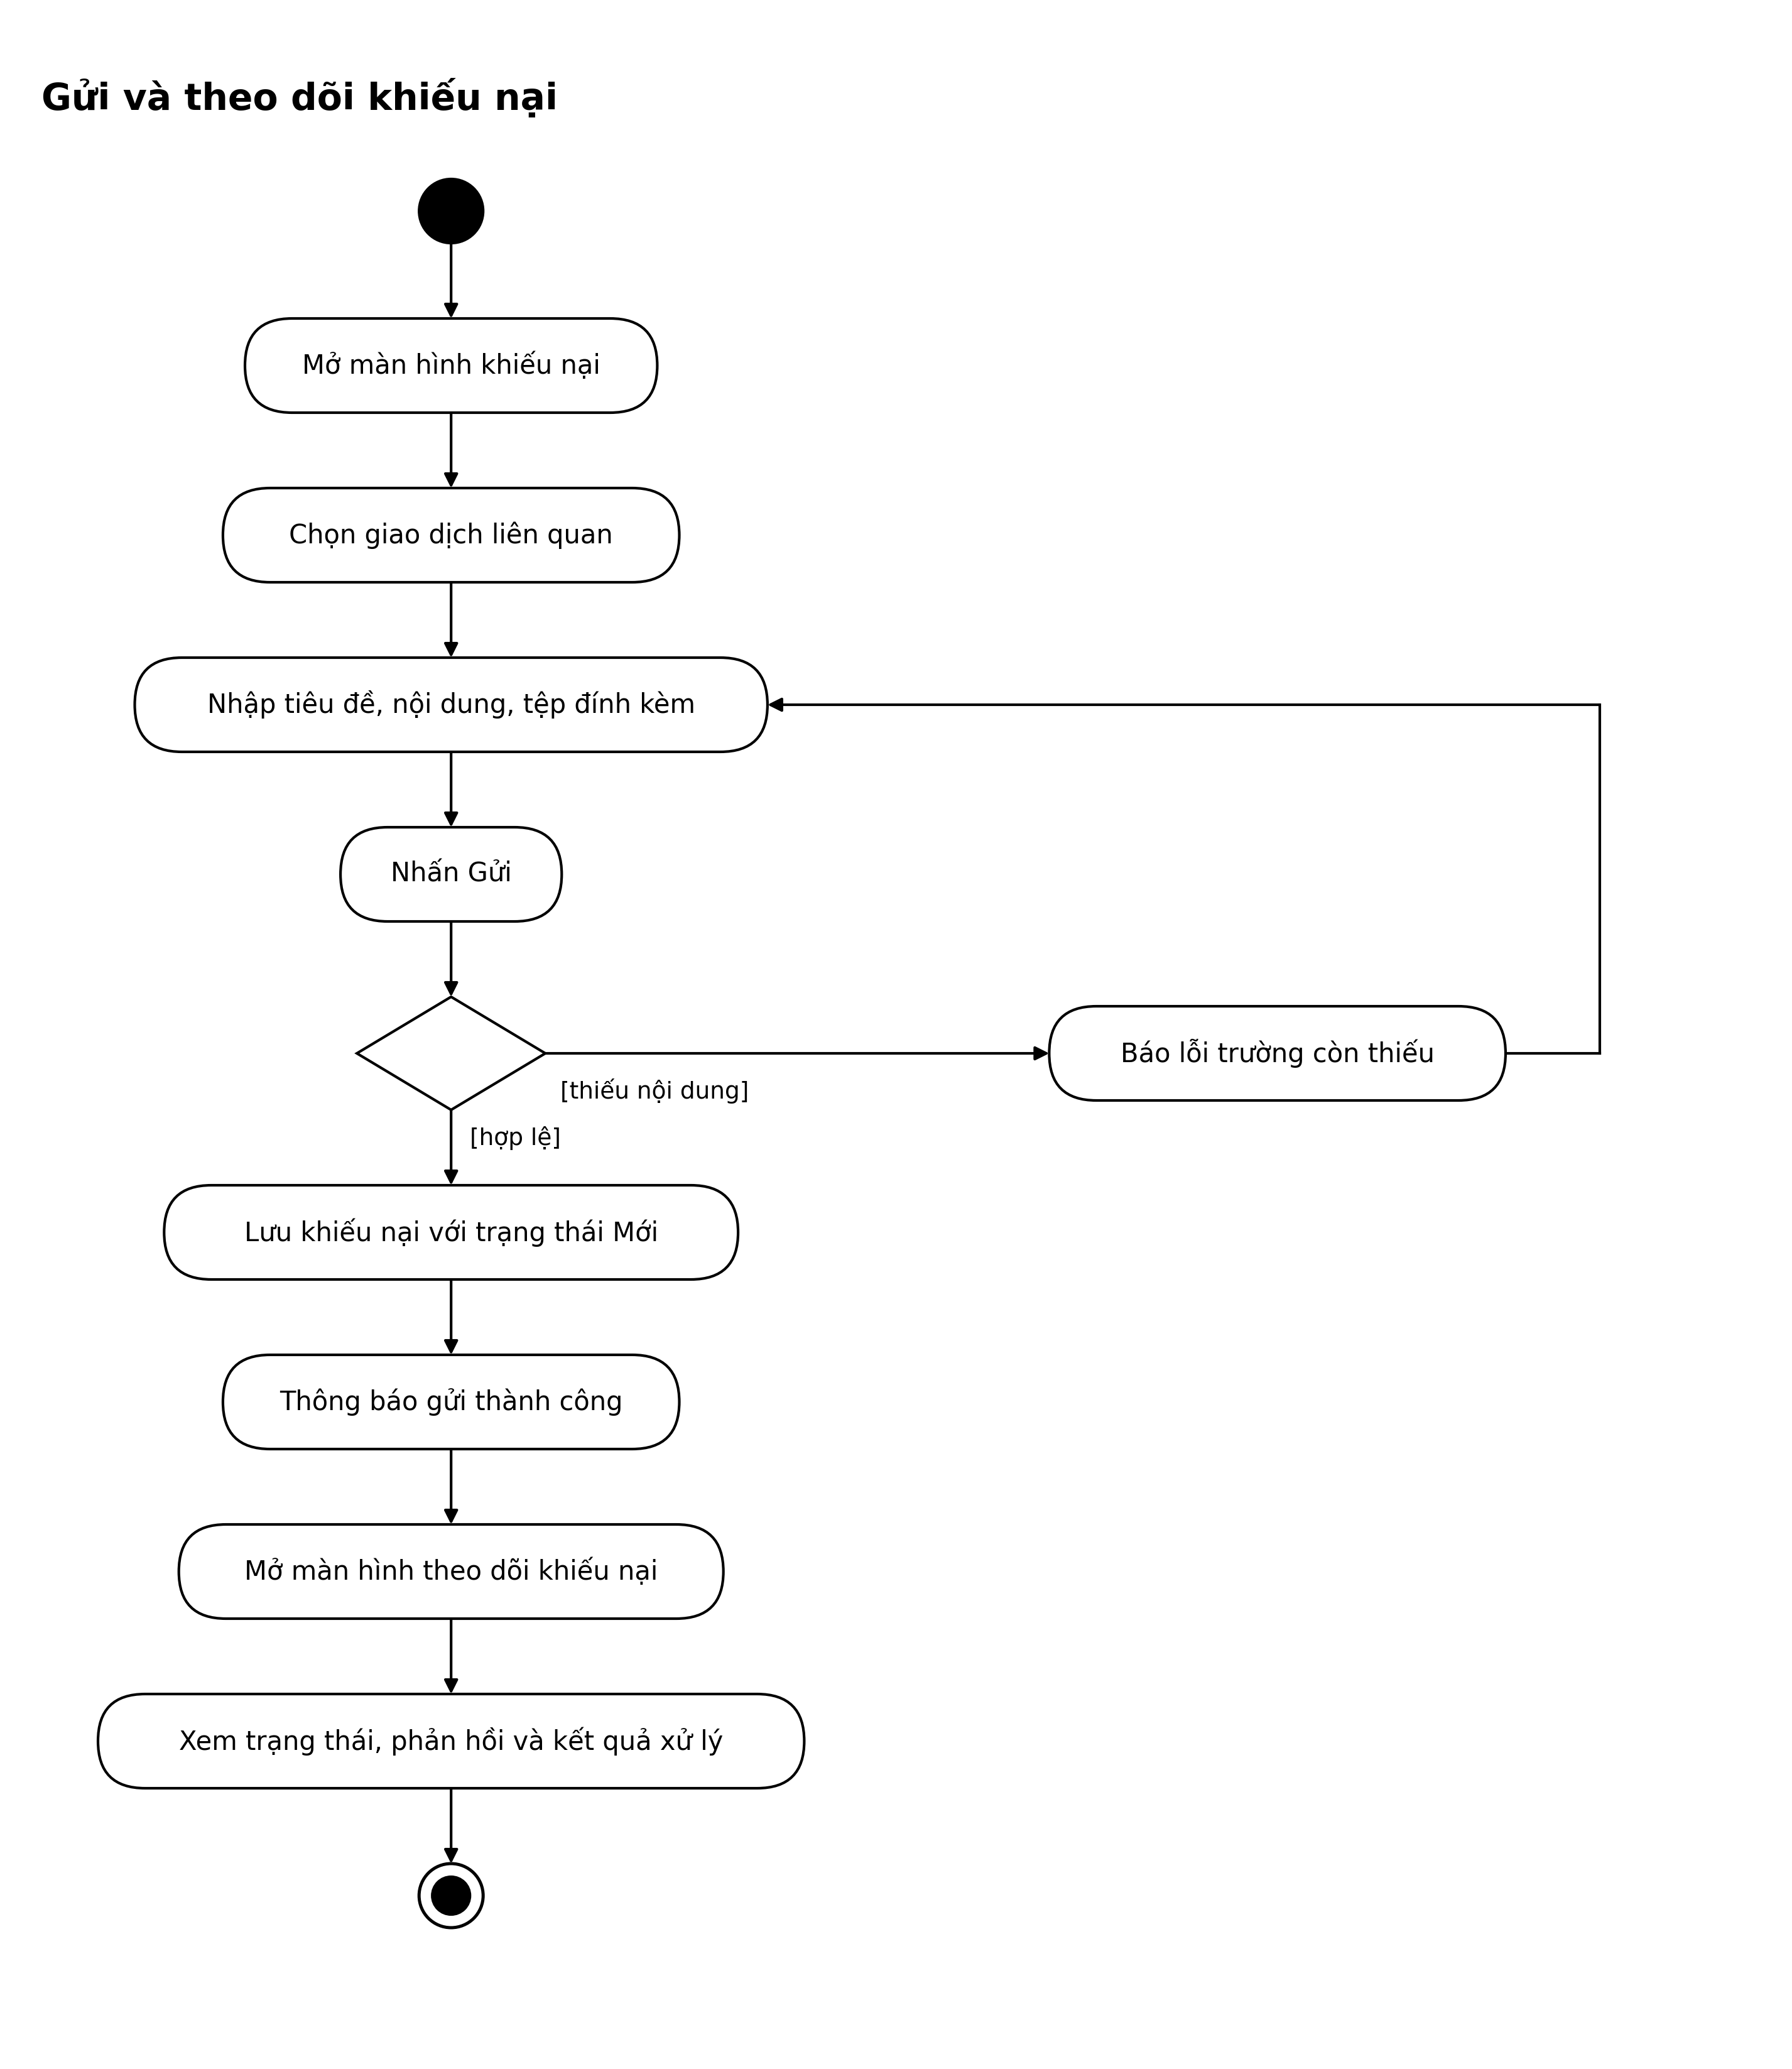 Gửi và theo dõi khiếu nại
Mở màn hình khiếu nại
Chọn giao dịch liên quan
Nhập tiêu đề, nội dung, tệp đính kèm
Nhấn Gửi
Báo lỗi trường còn thiếu
[thiếu nội dung]
[hợp lệ]
Lưu khiếu nại với trạng thái Mới
Thông báo gửi thành công
Mở màn hình theo dõi khiếu nại
Xem trạng thái, phản hồi và kết quả xử lý